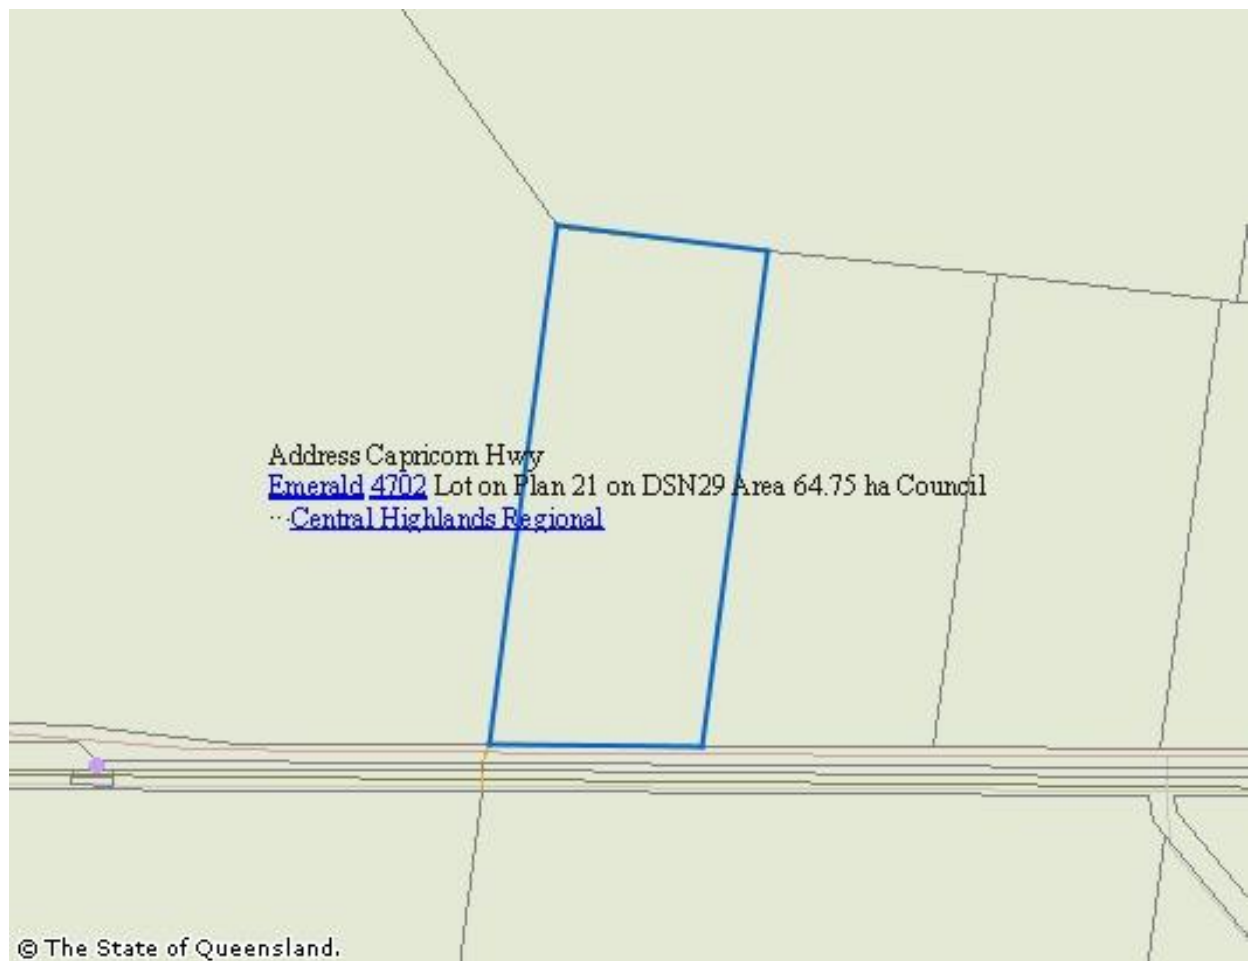 Address Capricorn Hwy
Emerald 4702 Lot on Plan 21 on DSN29 Area 64.75 ha Council
...Central Highlands Regional
© The State of Queensland.